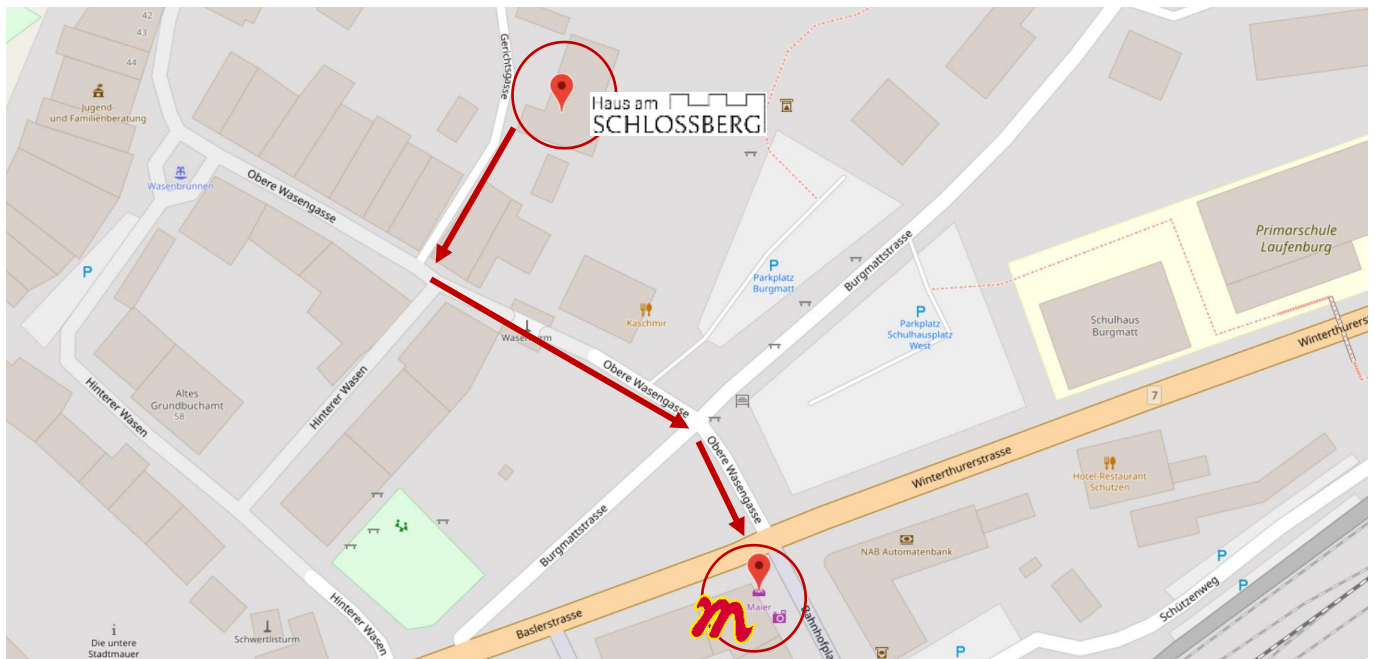 42
43
44
Jugend-
und Familienberatung
Gerichtsgasse
Haus am
SCHLOSSBERG
Wasenbrunnen
Obere Wasengasse
P
P
Parkplatz
Burgmatt
Burgmattstrasse
Primarschule
Laufenburg
Kaschmir
Wasenturm
P
Parkplatz
Schulhausplatz
West
Schulhaus
Burgmatt
Winterthurerstrasse
Obere Wasengasse
Hinterer Wasen
Altes
Grundbuchamt
58
Hinterer Wasen
7
Obere Wasengasse
Winterthurerstrasse
Hotel-Restaurant
Schützen
Burgmattstrasse
NAB Automatenbank
P
P
Schützenweg
Maier
m
Bahnhofpla
Baslerstrasse
Hinterer Wasen
i
Die untere
Stadtmauer
Schwertlisturm
P